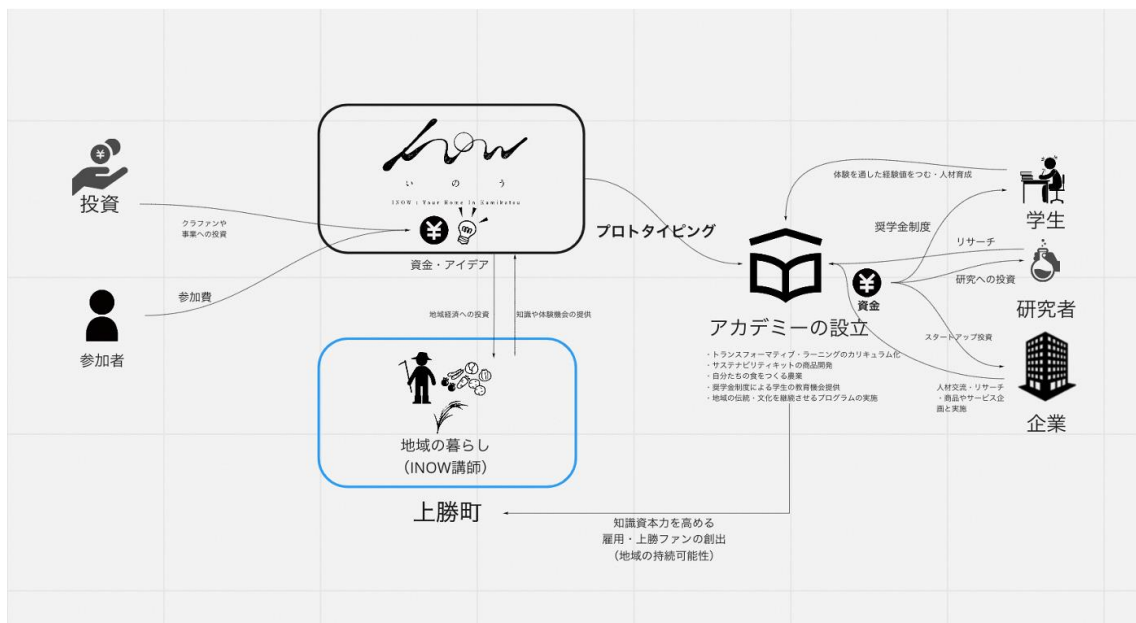 投資
クラファンや
事業への投資
参加費
参加者
いのう
INOW : Your Home In Kamikatsu
¥
資金・アイデア
プロトタイピング
地域経済への投資
知識や体験機会の提供
地域の暮らし
（INOW講師）
上勝町
アカデミーの設立
・トランスフォーマティブ・ラーニングのカリキュラム化
・サステナビリティキットの商品開発
・自分たちの食をつくる農業
・奨学金制度による学生の教育機会提供
・地域の伝統・文化を継続させるプログラムの実施
¥
資金
体験を通した経験値をつむ・人材育成
奨学金制度
学生
リサーチ
研究への投資
研究者
スタートアップ投資
人材交流・リサーチ
・商品やサービス企
画と実施
企業
知識資本力を高める
雇用・上勝ファンの創出
（地域の持続可能性）